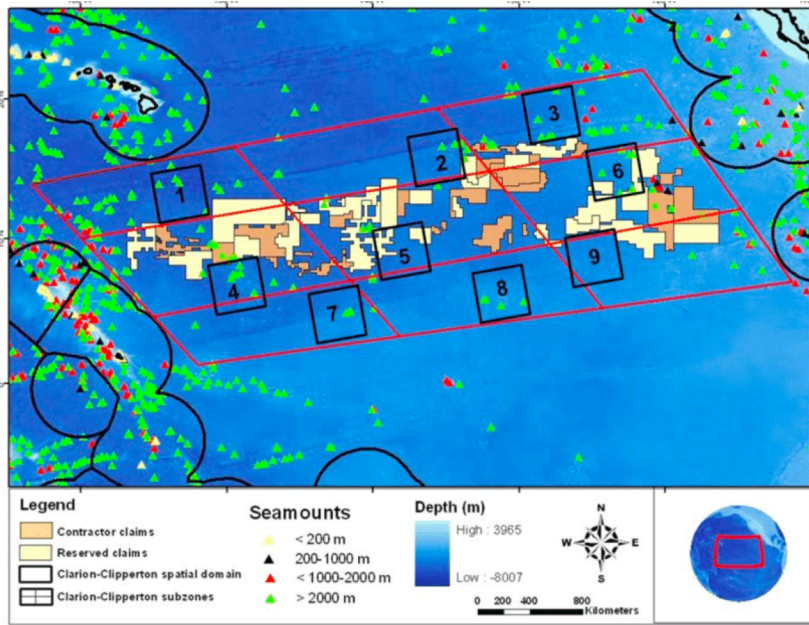 3
2
1
6
5
9
4
8
7
Legend
Contractor claims
Reserved claims
Clarion-Clipperton spatial domain
Clarion-Clipperton subzones
Seamounts
< 200 m
200-1000 m
< 1000-2000 m
> 2000 m
Depth (m)
High : 3965
Low : -8007
N
W E
S
0 200 400 800
Kilometers